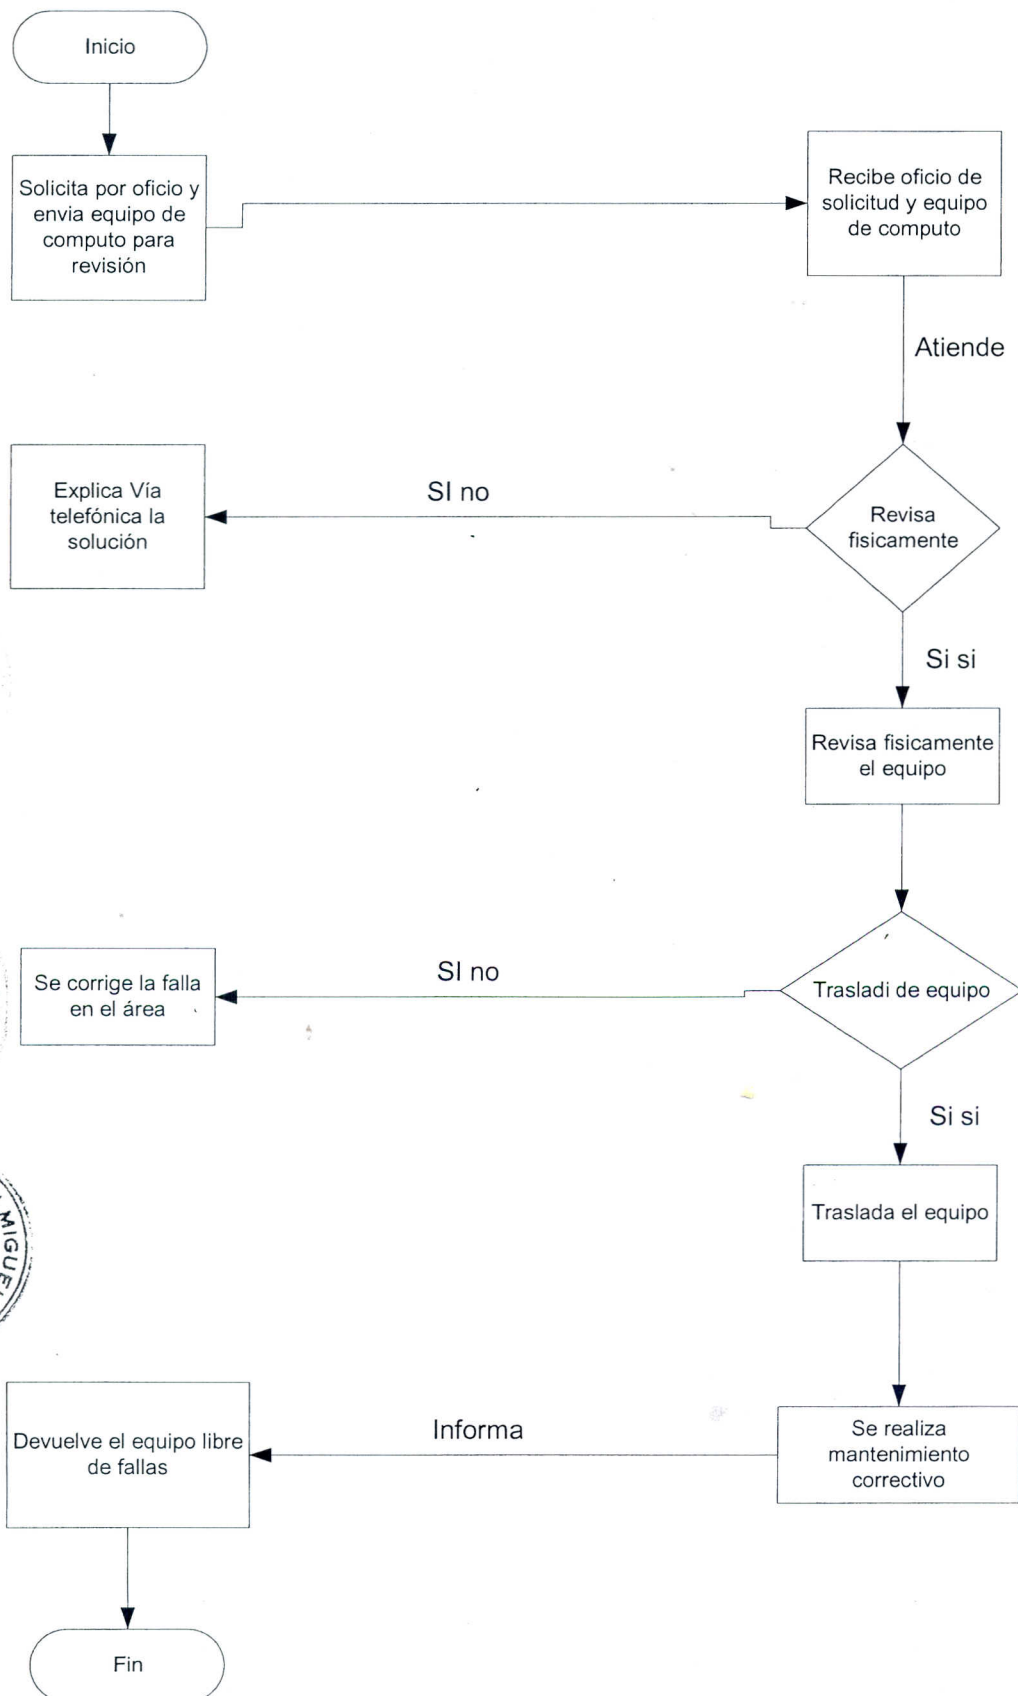 Inicio
Solicita por oficio y
envia equipo de
computo para
revisión
Recibe oficio de
solicitud y equipo
de computo
Atiende
Explica Vía
telefónica la
solución
SI no
Revisa
fisicamente
Si si
Revisa fisicamente
el equipo
Se corrige la falla
en el área
SI no
Trasladi de equipo
Si si
Traslada el equipo
MIGUEL
Devuelve el equipo libre
de fallas
Informa
Se realiza
mantenimiento
correctivo
Fin